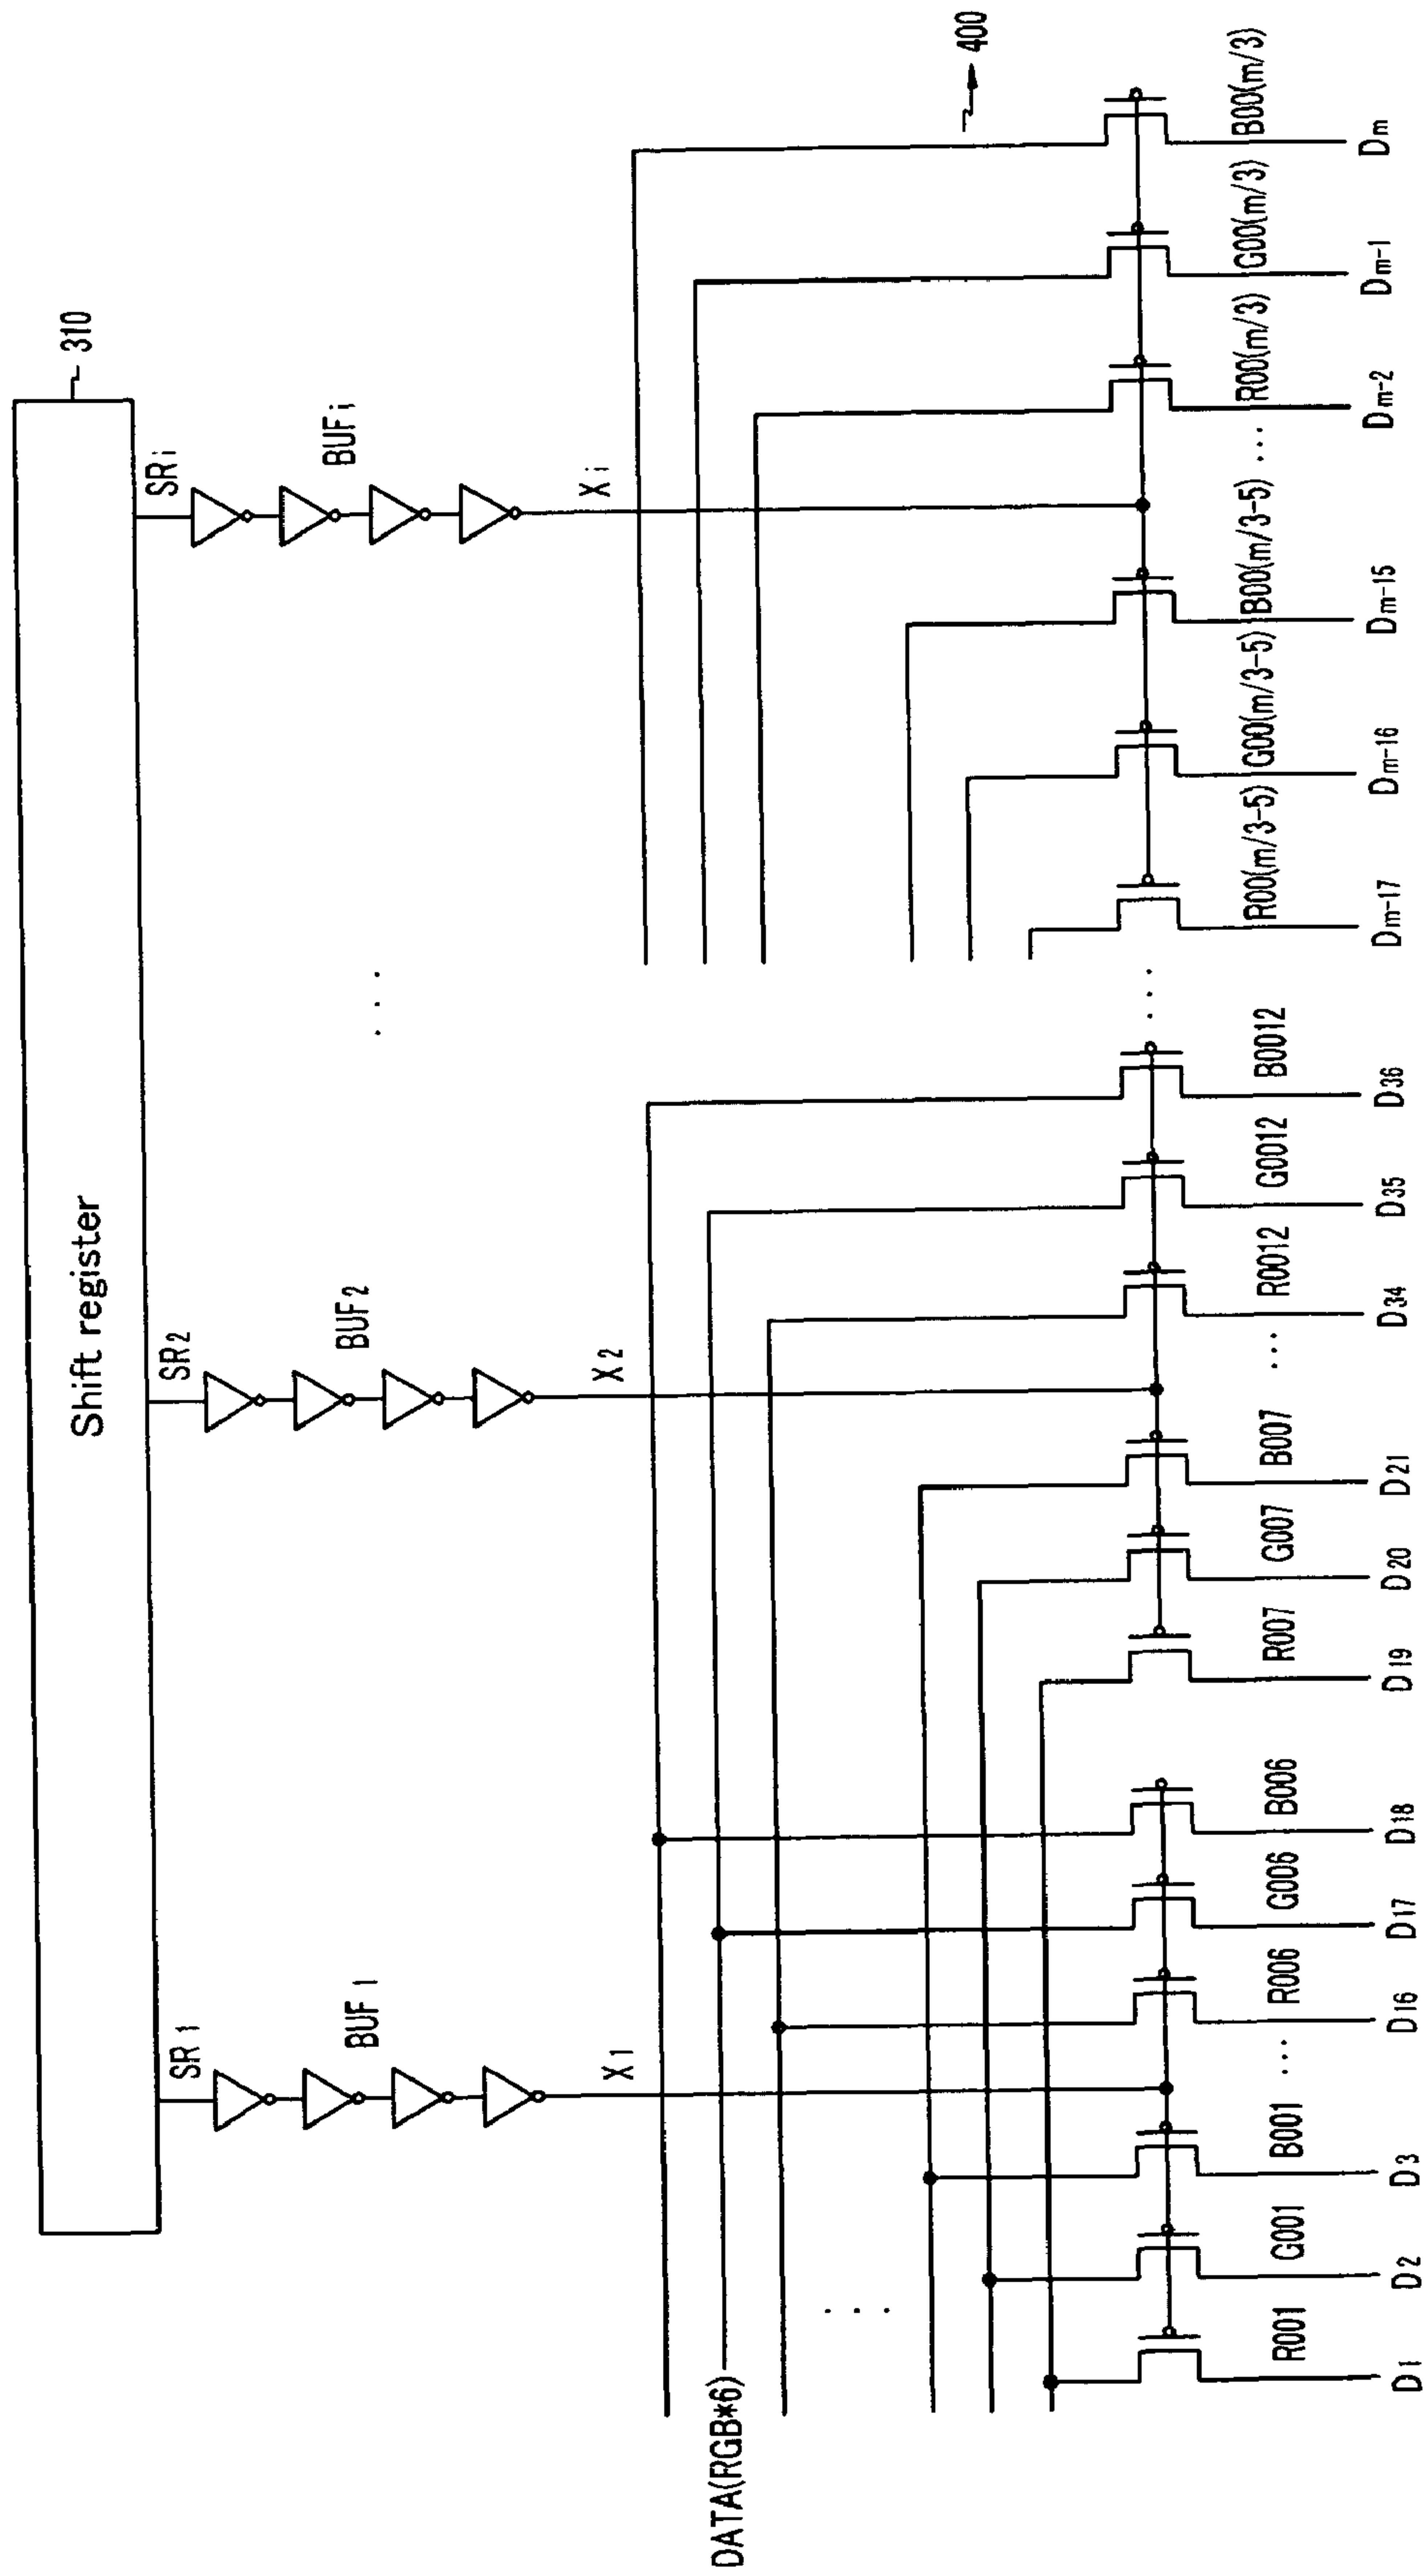 Shift register
310
SR1
SR2
SRi
BUF1
BUF2
BUFi
...
X1
X2
Xi
DATA(RGB*6)
...
400
R001
G001
B001
...
R006
G006
B006
R007
G007
B007
...
R0012
G0012
B0012
...
R00(m/3-5)
G00(m/3-5)
B00(m/3-5)
...
R00(m/3)
G00(m/3)
B00(m/3)
D1
D2
D3
D16
D17
D18
D19
D20
D21
D34
D35
D36
Dm-17
Dm-16
Dm-15
Dm-2
Dm-1
Dm